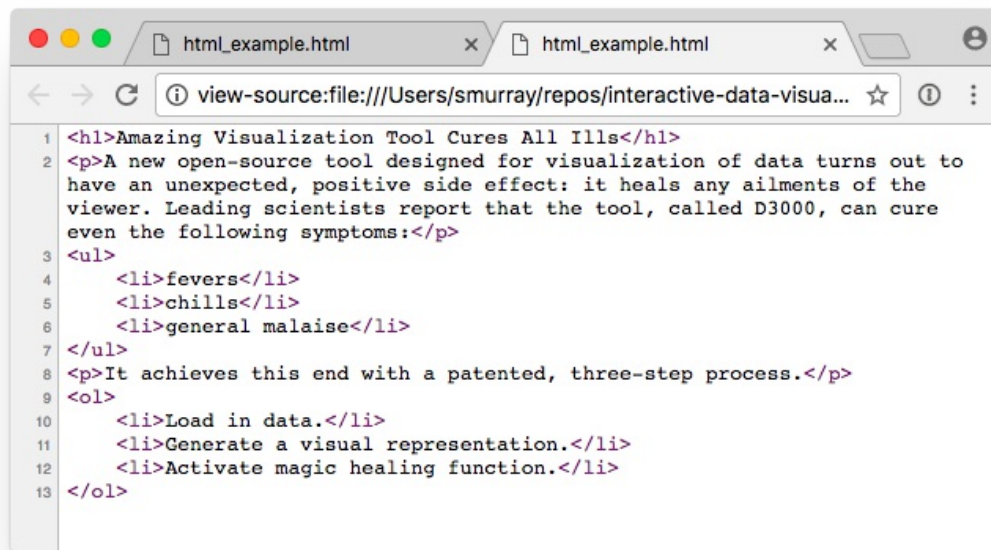 html_example.html
html_example.html
view-source:file:///Users/smurray/repos/interactive-data-visua...
1 <h1>Amazing Visualization Tool Cures All Ills</h1>
2 <p>A new open-source tool designed for visualization of data turns out to
have an unexpected, positive side effect: it heals any ailments of the
viewer. Leading scientists report that the tool, called D3000, can cure
even the following symptoms:</p>
3 <ul>
4     <li>fevers</li>
5     <li>chills</li>
6     <li>general malaise</li>
7 </ul>
8 <p>It achieves this end with a patented, three-step process.</p>
9 <ol>
10     <li>Load in data.</li>
11     <li>Generate a visual representation.</li>
12     <li>Activate magic healing function.</li>
13 </ol>